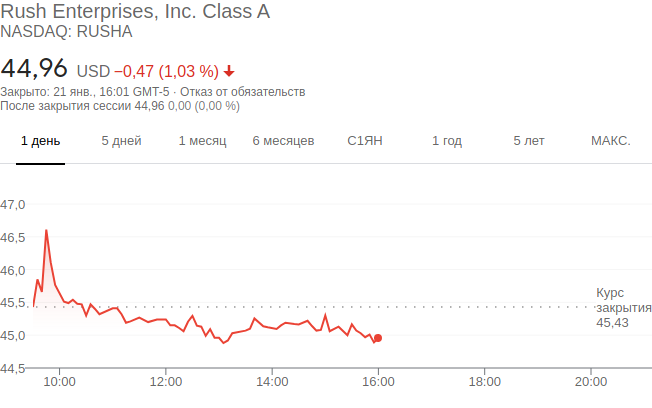 Rush Enterprises, Inc. Class A
NASDAQ: RUSHA
44,96 USD −0,47 (1,03 %)
Закрыто: 21 янв., 16:01 GMT-5 · Отказ от обязательств
После закрытия сессии 44,96 0,00 (0,00 %)
1 день 5 дней 1 месяц 6 месяцев С1ЯН 1 год 5 лет МАКС.
47,0
46,5
46,0
45,5
45,0
44,5
Курс
закрытия
45,43
10:00 12:00 14:00 16:00 18:00 20:00